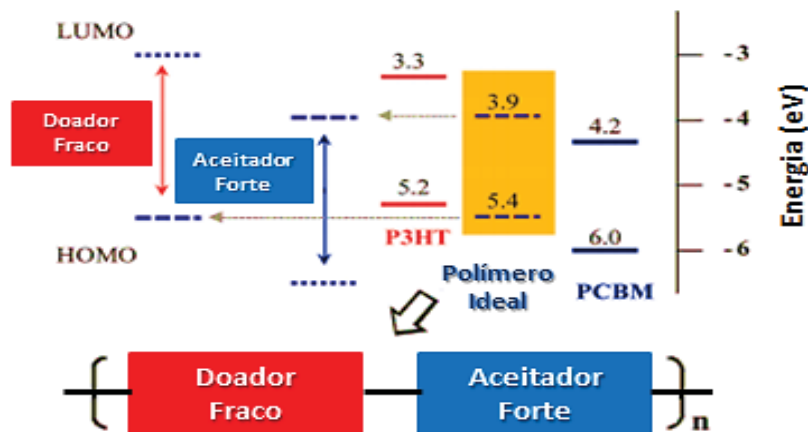 LUMO
Doador
Fraco
Aceitador
Forte
HOMO
3.3
5.2
P3HT
3.9
5.4
Polímero
Ideal
4.2
6.0
PCBM
-3
-4
-5
-6
Energia (eV)
Doador
Fraco
Aceitador
Forte
n